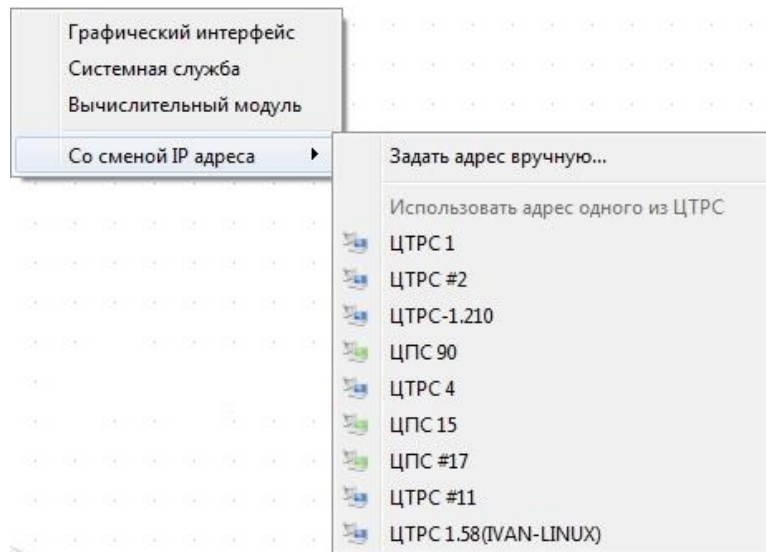 Графический интерфейс
Системная служба
Вычислительный модуль
Со сменой IP адреса
Задать адрес вручную...
Использовать адрес одного из ЦТРС
ЦТРС 1
ЦТРС #2
ЦТРС-1.210
ЦПС 90
ЦТРС 4
ЦПС 15
ЦПС #17
ЦТРС #11
ЦТРС 1.58(IVAN-LINUX)